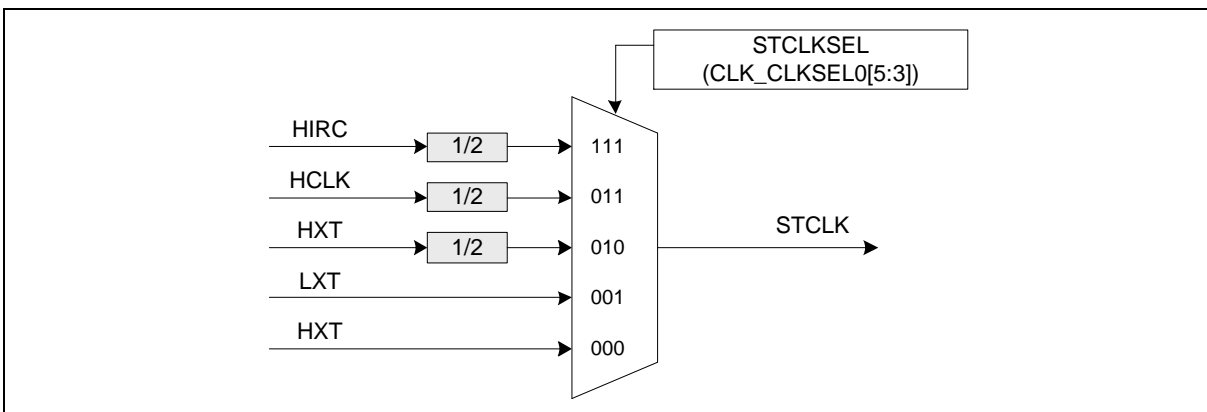 STCLKSEL
(CLK_CLKSEL0[5:3])
HIRC
1/2
111
HCLK
1/2
011
HXT
1/2
010
STCLK
LXT
001
HXT
000